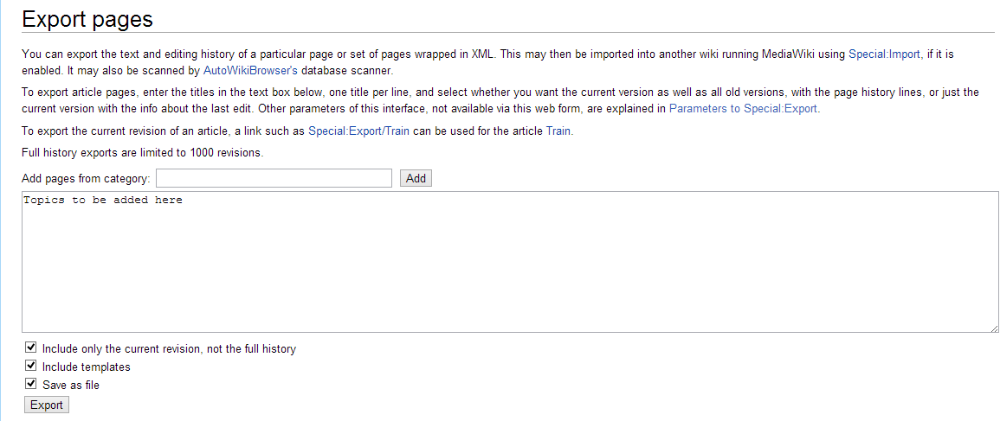 Export pages
You can export the text and editing history of a particular page or set of pages wrapped in XML. This may then be imported into another wiki running MediaWiki using Special:Import, if it is
enabled. It may also be scanned by AutoWikiBrowser's database scanner.
To export article pages, enter the titles in the text box below, one title per line, and select whether you want the current version as well as all old versions, with the page history lines, or just the
current version with the info about the last edit. Other parameters of this interface, not available via this web form, are explained in Parameters to Special:Export.
To export the current revision of an article, a link such as Special:Export/Train can be used for the article Train.
Full history exports are limited to 1000 revisions.
Add pages from category: Add
Topics to be added here
Include only the current revision, not the full history
Include templates
Save as file
Export